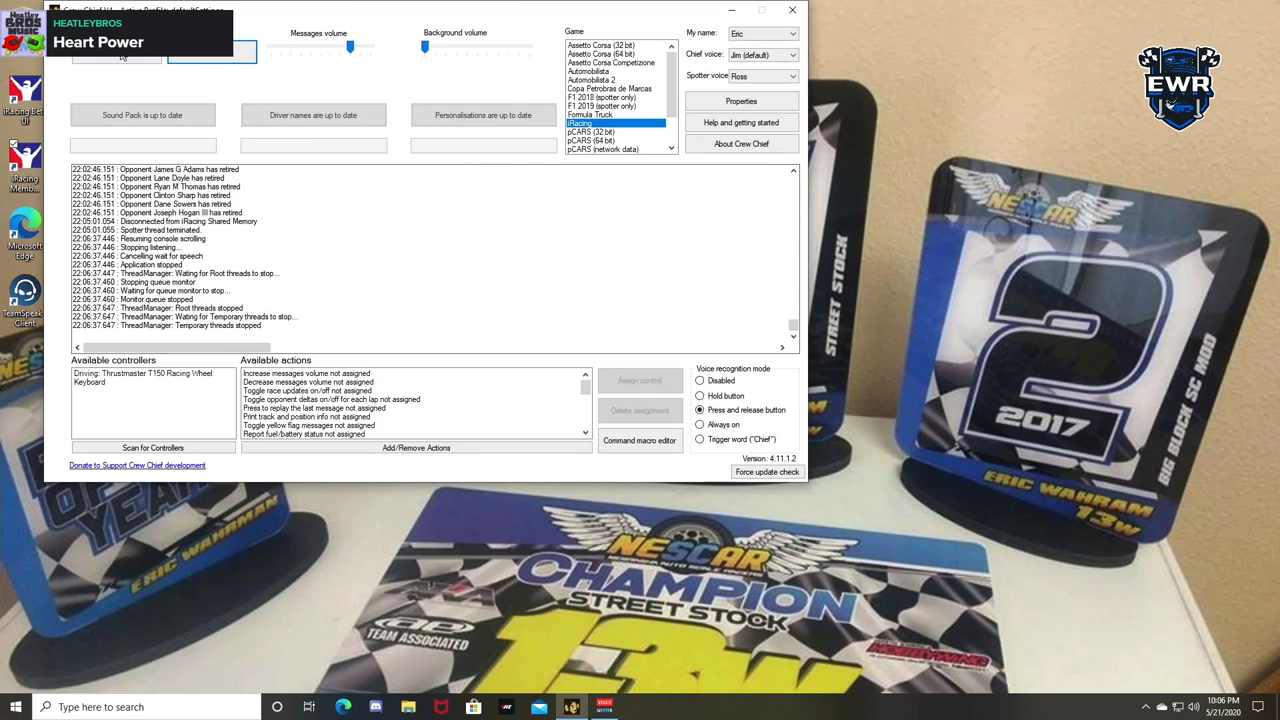 HEATLEYBROS
Heart Power
Heatley
BROS
MUSIC
Messages volume
Background volume
Game
Assetto Corsa (32 bit)
Assetto Corsa (64 bit)
Assetto Corsa Competizione
Automobilista
Automobilista 2
Copa Petrobras de Marcas
F1 2018 (spotter only)
F1 2019 (spotter only)
Formula Truck
iRacing
pCARS (32 bit)
pCARS (64 bit)
pCARS (network data)
My name:
Eric
Chief voice:
Jim (default)
Spotter voice
Ross
Properties
Help and getting started
About Crew Chief
Sound Pack is up to date
Driver names are up to date
Personalisations are up to date
22:02:46.151 : Opponent James G Adams has retired
22:02:46.151 : Opponent Lane Doyle has retired
22:02:46.151 : Opponent Ryan M Thomas has retired
22:02:46.151 : Opponent Clinton Sharp has retired
22:02:46.151 : Opponent Dane Sowers has retired
22:02:46.151 : Opponent Joseph Hogan III has retired
22:05:01.054 : Disconnected from iRacing Shared Memory
22:05:01.055 : Spotter thread terminated.
22:06:37.446 : Resuming console scrolling
22:06:37.446 : Stopping listening...
22:06:37.446 : Cancelling wait for speech
22:06:37.446 : Application stopped
22:06:37.447 : ThreadManager: Wating for Root threads to stop...
22:06:37.460 : Stopping queue monitor
22:06:37.460 : Waiting for queue monitor to stop...
22:06:37.460 : Monitor queue stopped
22:06:37.647 : ThreadManager: Root threads stopped
22:06:37.647 : ThreadManager: Wating for Temporary threads to stop...
22:06:37.647 : ThreadManager: Temporary threads stopped
Available controllers
Driving: Thrustmaster T150 Racing Wheel
Keyboard
Scan for Controllers
Available actions
Increase messages volume not assigned
Decrease messages volume not assigned
Toggle race updates on/off not assigned
Toggle opponent deltas on/off for each lap not assigned
Press to replay the last message not assigned
Print track and position info not assigned
Toggle yellow flag messages not assigned
Report fuel/battery status not assigned
Add/Remove Actions
Assign control
Delete assignment
Command macro editor
Voice recognition mode
Disabled
Hold button
Press and release button
Always on
Trigger word ("Chief")
Version: 4.11.1.2
Force update check
Donate to Support Crew Chief development
iRacing Bet
UI
iRacing
Memb...
Microsoft
Edge
TeamSpeak
Client
EWR
NESCAR
2
2017
ERIC WAHRAM
13w
STREET STOCK
ERIC WAHRMAN
NESCAR
CHAMPION
STREET STOCK
TEAM ASSOCIATED
HOBBYWING
13w
Type here to search
10:06 PM
5/21/2020